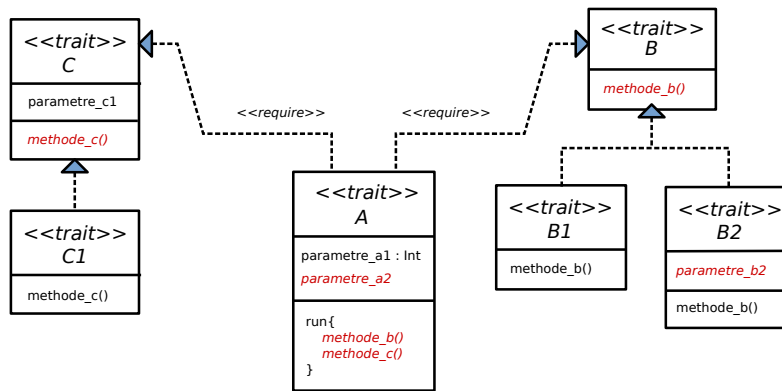 <<trait>>
C
parametre_c1
methode_c()
<<trait>>
B
methode_b()
<<require>>
<<require>>
<<trait>>
C1
methode_c()
<<trait>>
A
parametre_a1 : Int
parametre_a2
run{
methode_b()
methode_c()
}
<<trait>>
B1
methode_b()
<<trait>>
B2
parametre_b2
methode_b()